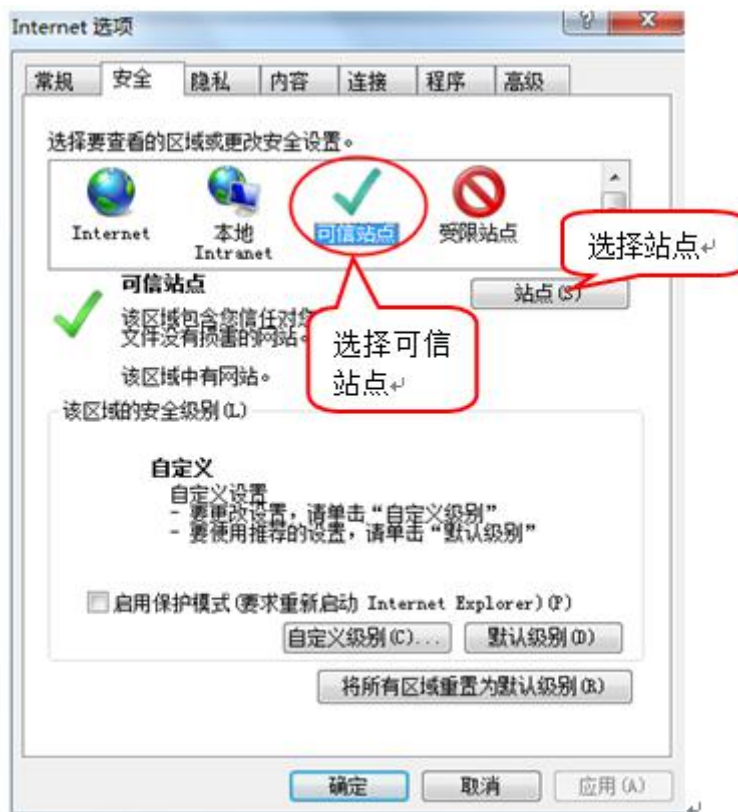 Internet 选项
常规 安全 隐私 内容 连接 程序 高级
选择要查看的区域或更改安全设置。
Internet
本地
Intranet
可信站点
受限站点
选择站点
可信站点
站点(S)
该区域包含您信任对您
文件没有损害的网站。
选择可信
站点
该区域中有网站。
该区域的安全级别(L)
自定义
自定义设置
- 要更改设置，请单击“自定义级别”
- 要使用推荐的设置，请单击“默认级别”
启用保护模式(要求重新启动 Internet Explorer)(P)
自定义级别(C)... 默认级别(D)
将所有区域重置为默认级别(R)
确定 取消 应用(A)